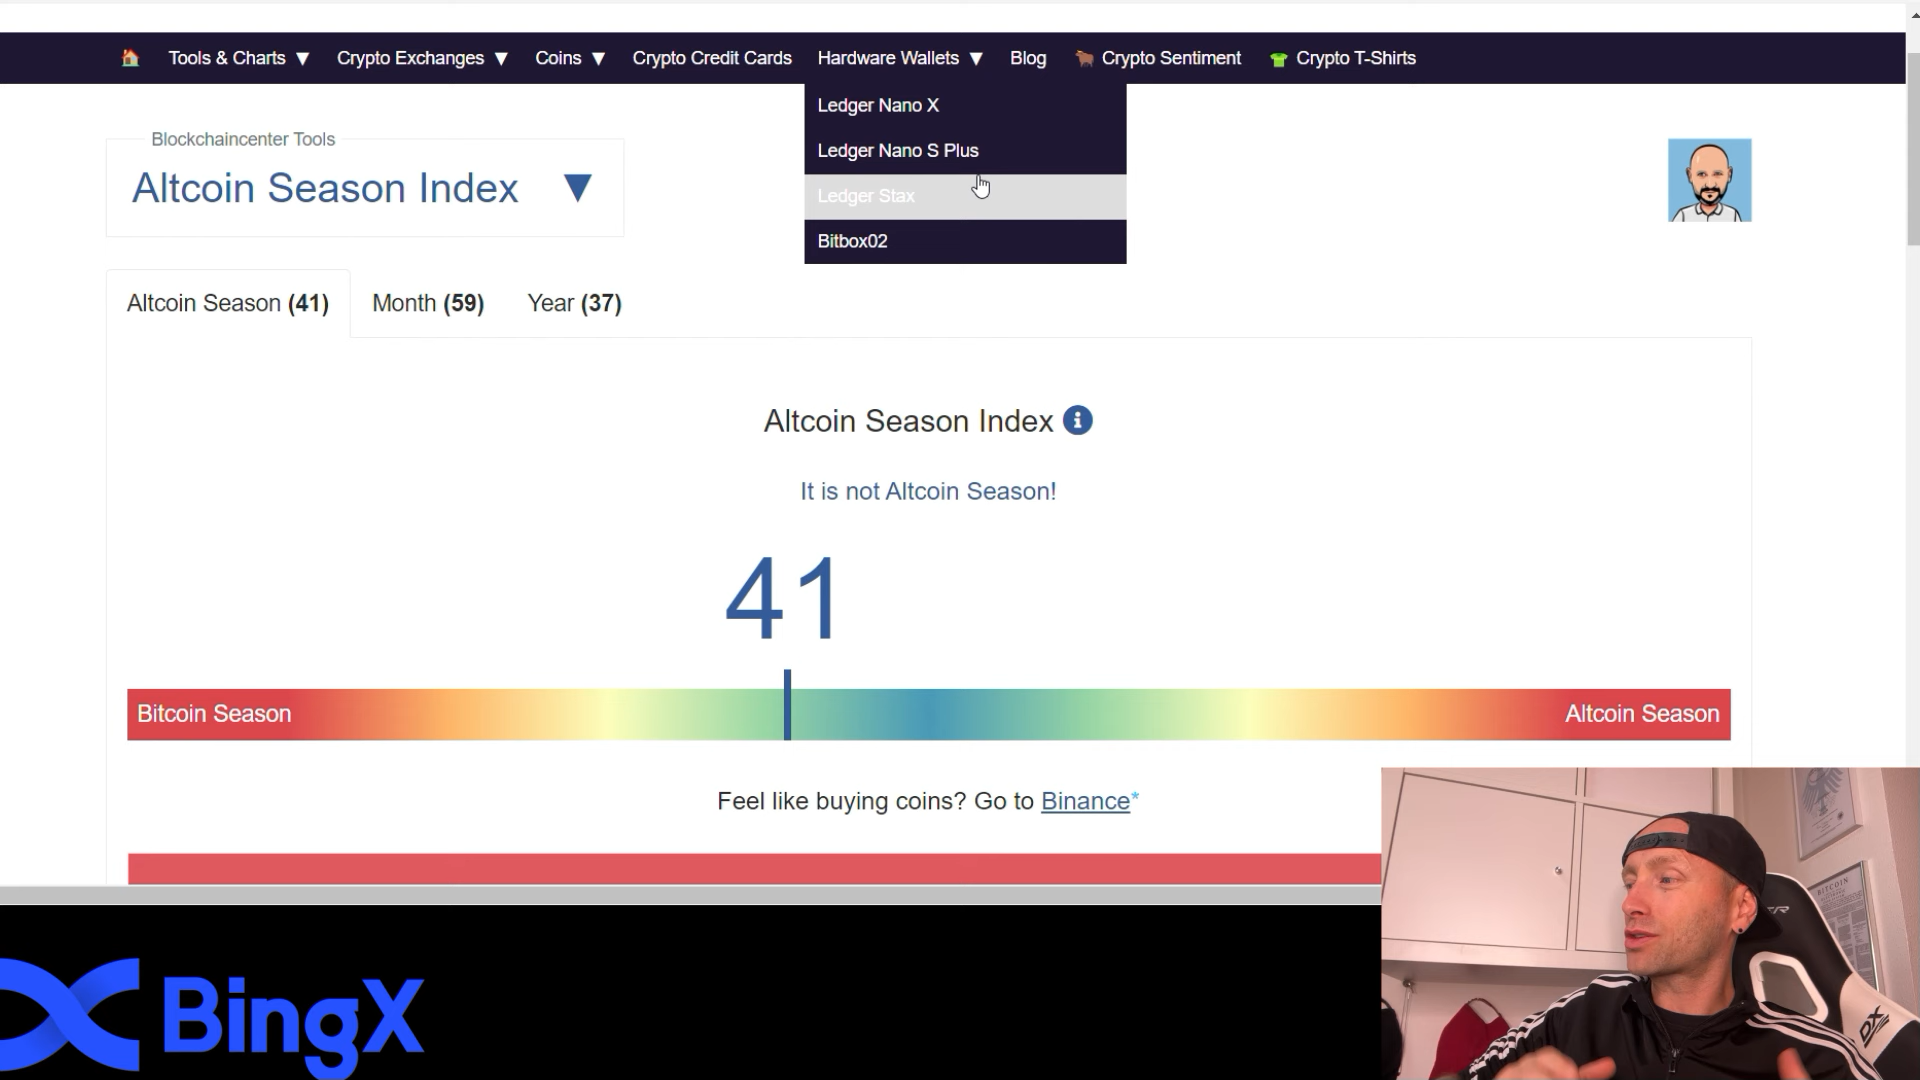 Tools & Charts ▼ Crypto Exchanges ▼ Coins ▼ Crypto Credit Cards Hardware Wallets ▼ Blog Crypto Sentiment Crypto T-Shirts
Ledger Nano X
Ledger Nano S Plus
Ledger Stax
Bitbox02
Blockchaincenter Tools
Altcoin Season Index ▼
Altcoin Season (41) Month (59) Year (37)
Altcoin Season Index
It is not Altcoin Season!
41
Bitcoin Season Altcoin Season
Feel like buying coins? Go to Binance*
BingX
BITCOIN